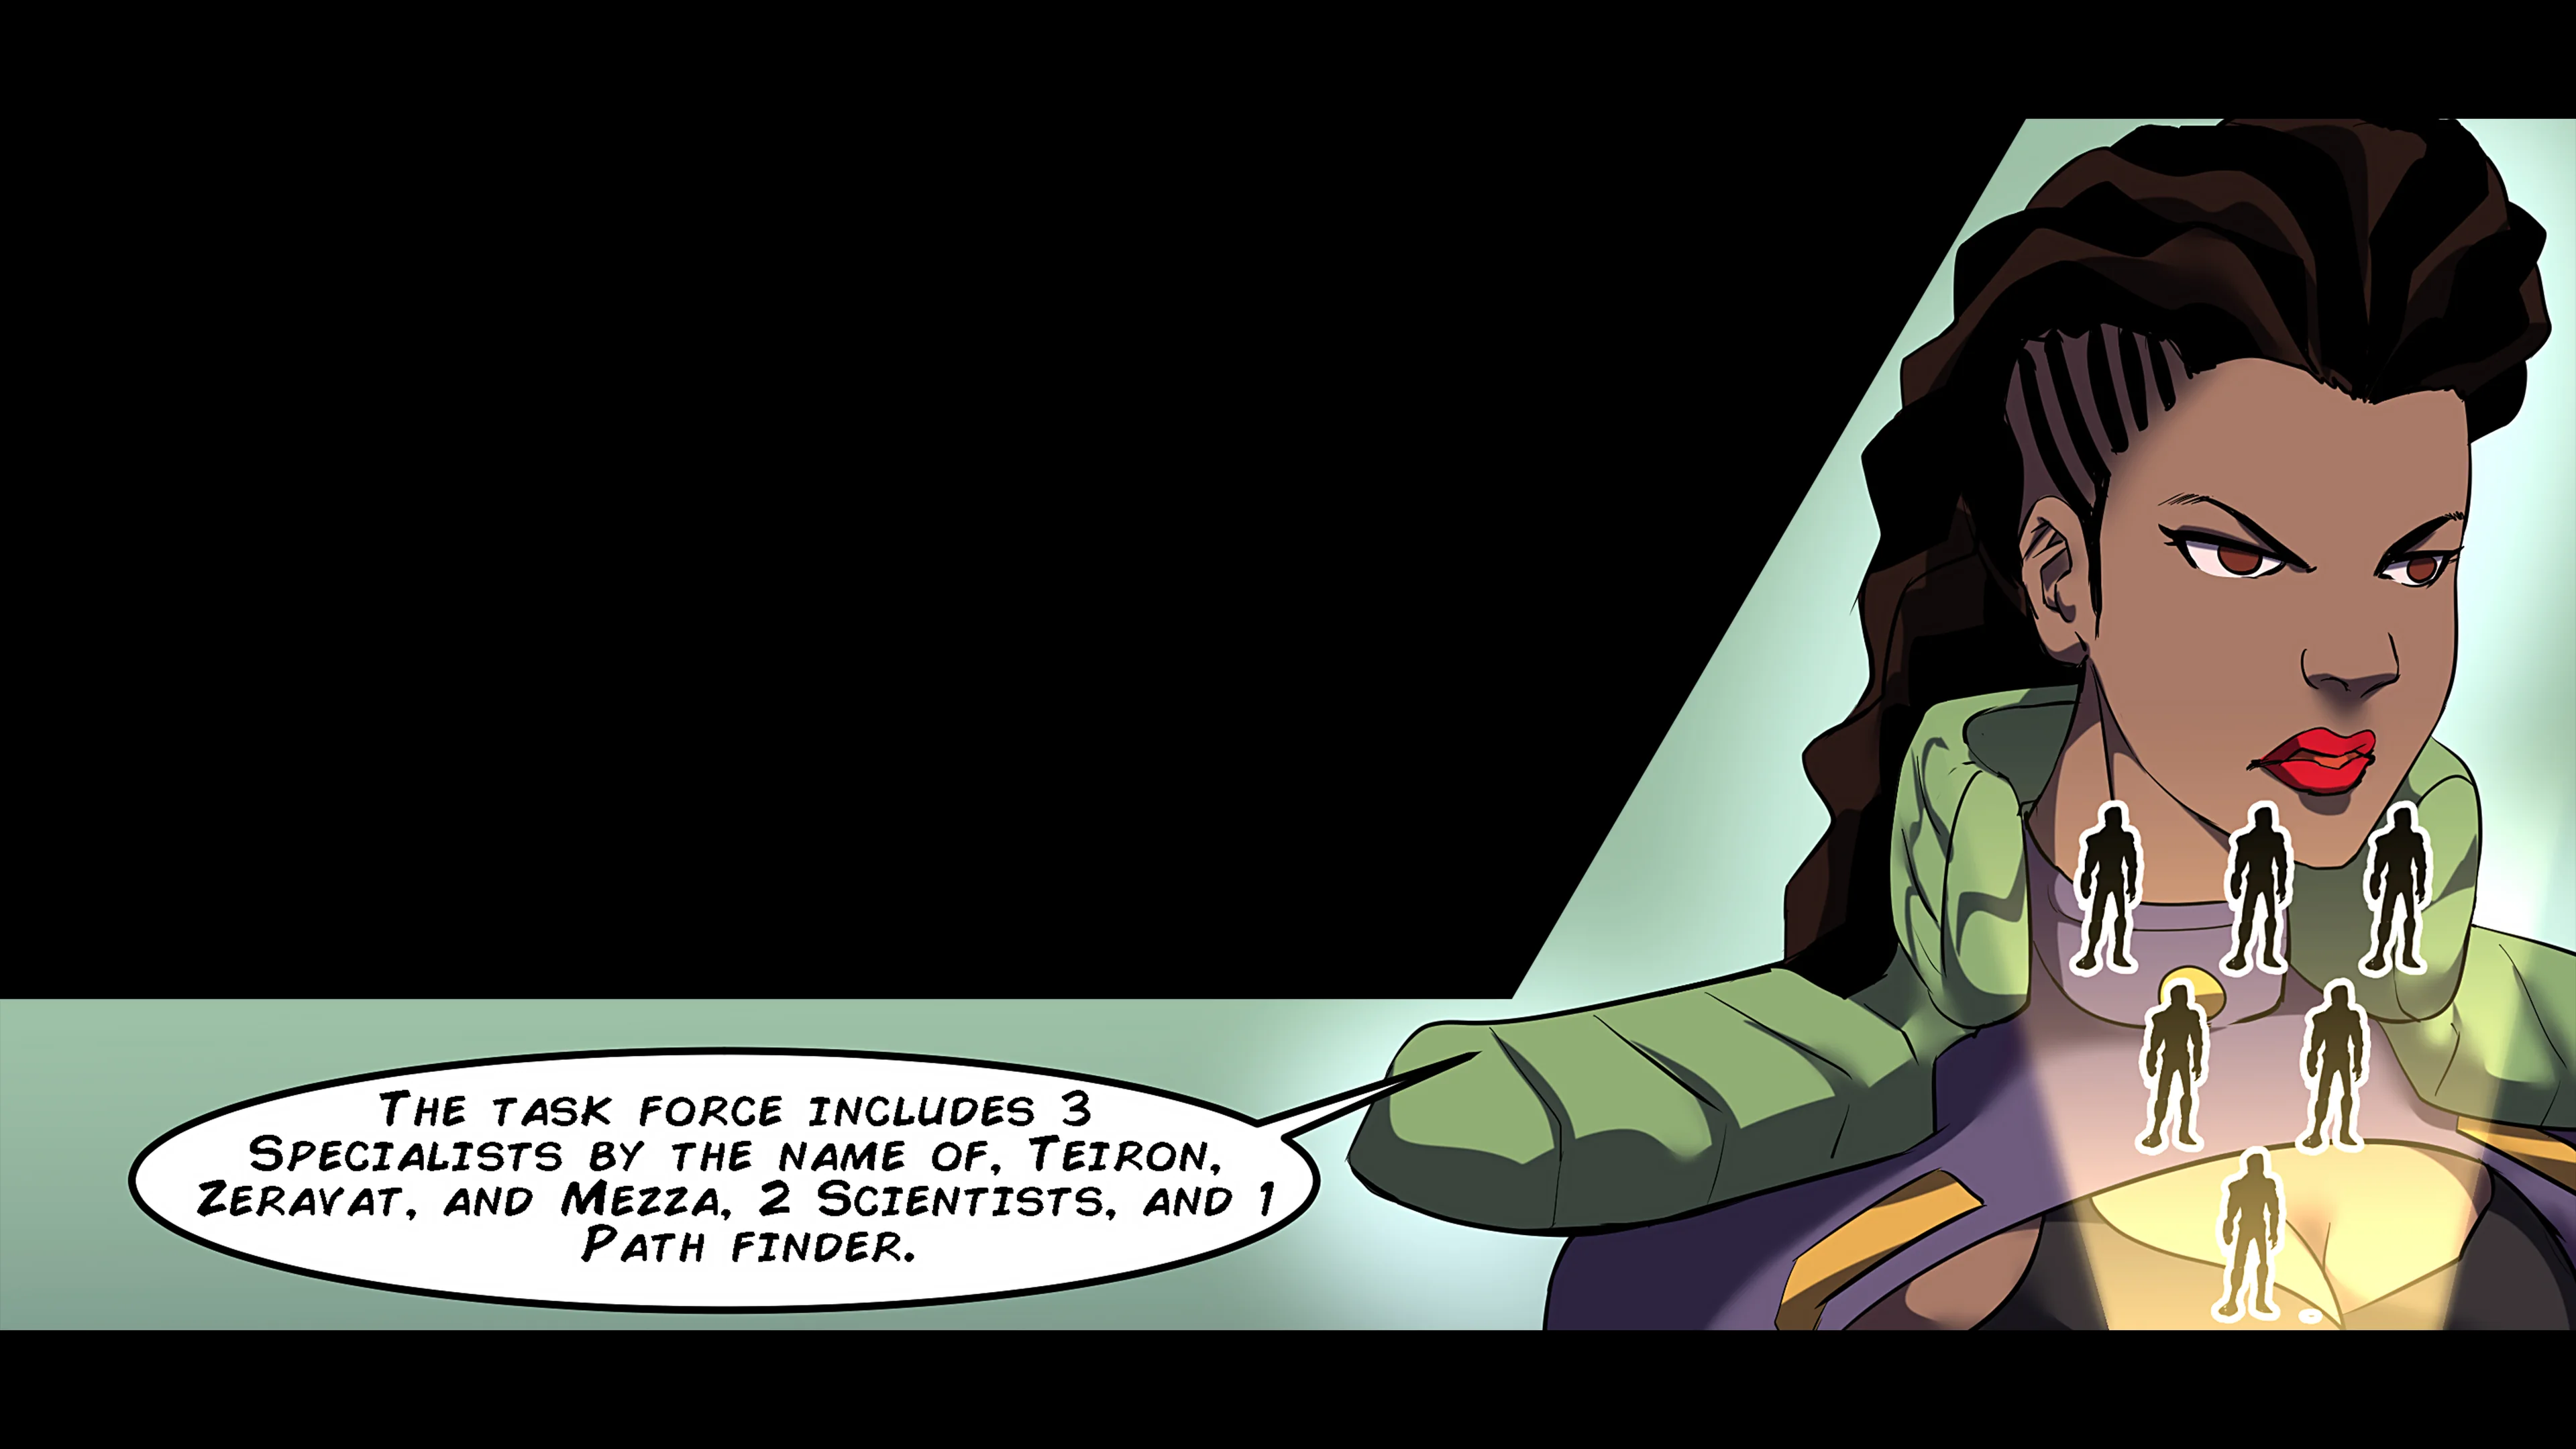 The task force includes 3
Specialists by the name of, Teiron,
Zeravat, and Mezza, 2 Scientists, and 1
Path finder.